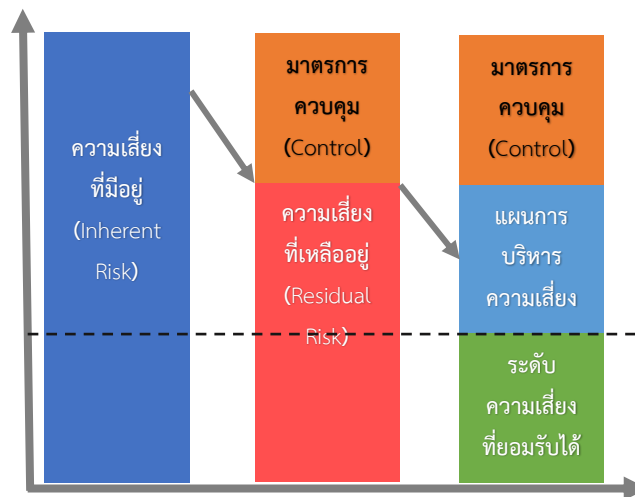 ความเสี่ยง
ที่มีอยู่
(Inherent
Risk)
มาตรการ
ควบคุม
(Control)
ความเสี่ยง
ที่เหลืออยู่
(Residual
Risk)
มาตรการ
ควบคุม
(Control)
แผนการ
บริหาร
ความเสี่ยง
ระดับ
ความเสี่ยง
ที่ยอมรับได้